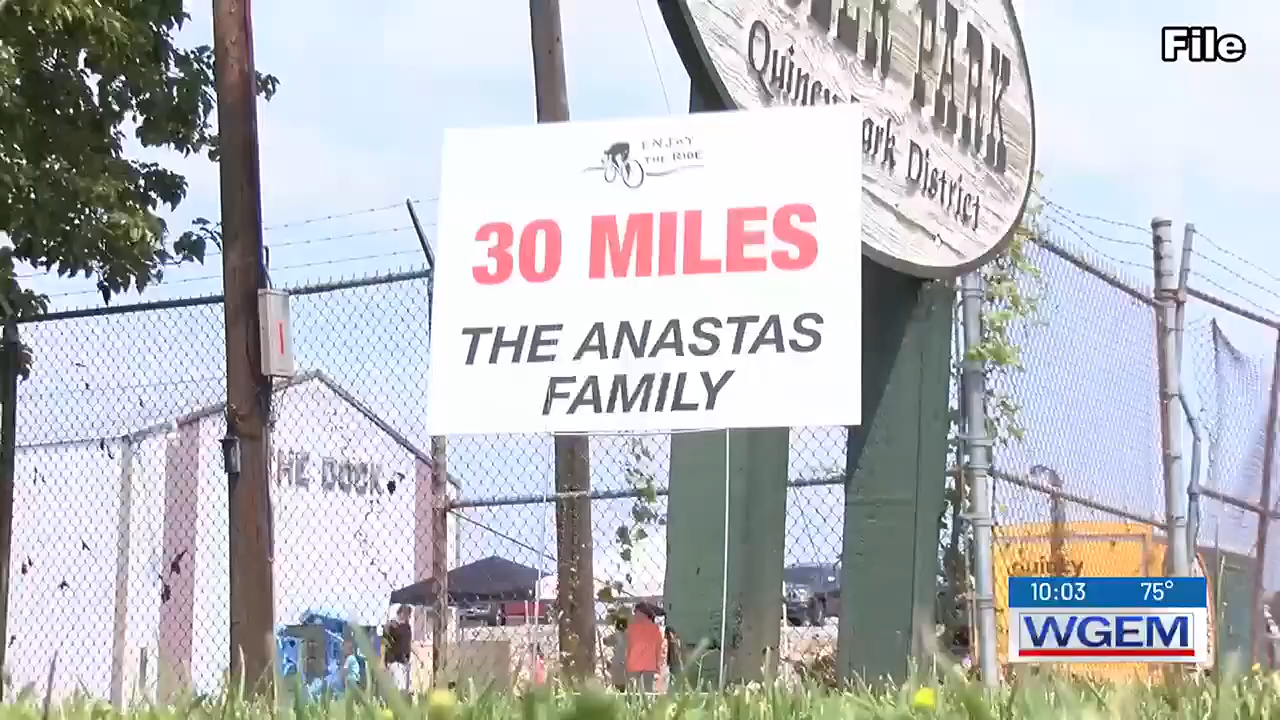 File
PARK
Quincy Park District
ENJOY
THE RIDE
30 MILES
THE ANASTAS
FAMILY
HE DOCK
QUINCY
10:03 75°
WGEM